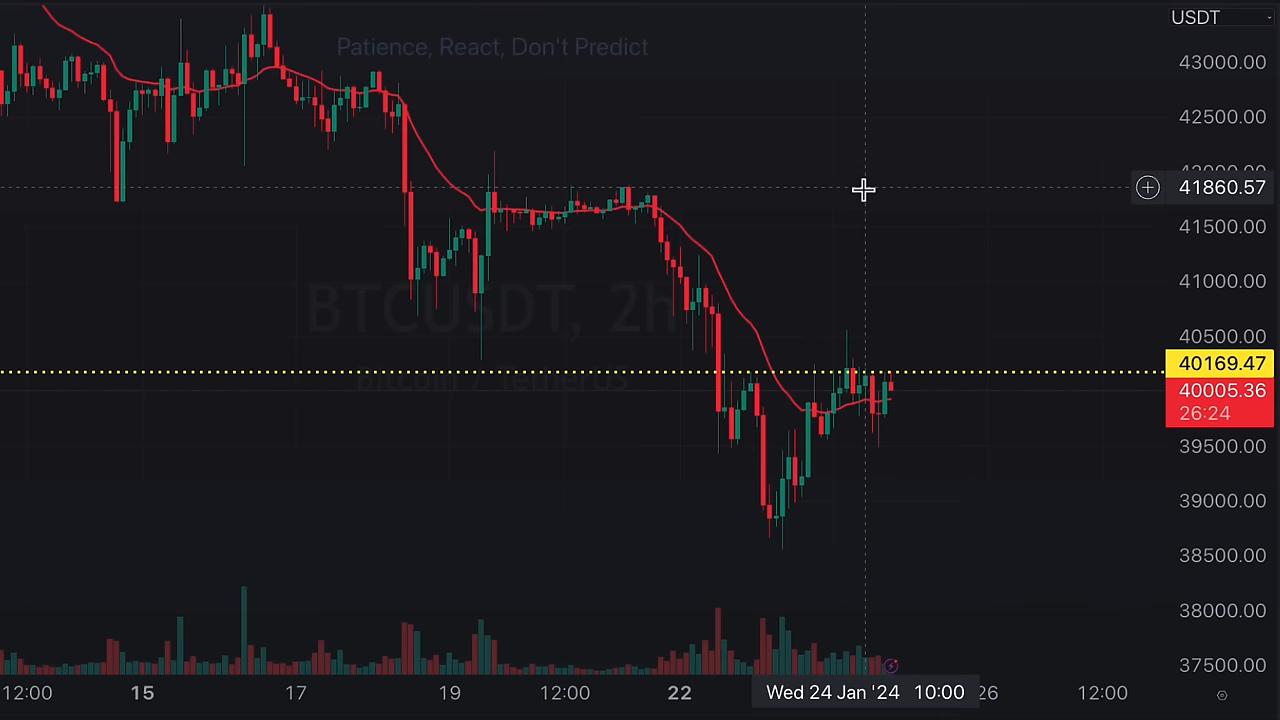 USDT
Patience, React, Don't Predict
43000.00
42500.00
41860.57
41500.00
41000.00
BTCUSDT, 2h
40500.00
40169.47
Bitcoin / TetherUS
40005.36
26:24
39500.00
39000.00
38500.00
38000.00
37500.00
12:00 15 17 19 12:00 22 Wed 24 Jan '24 10:00 26 12:00